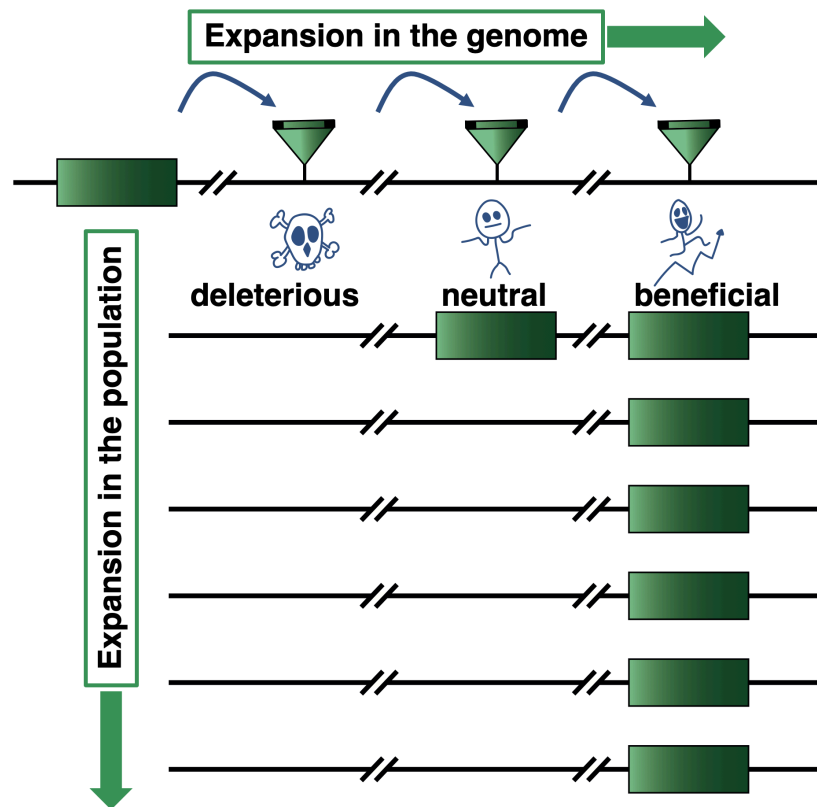 Expansion in the genome
deleterious
neutral
beneficial
Expansion in the population